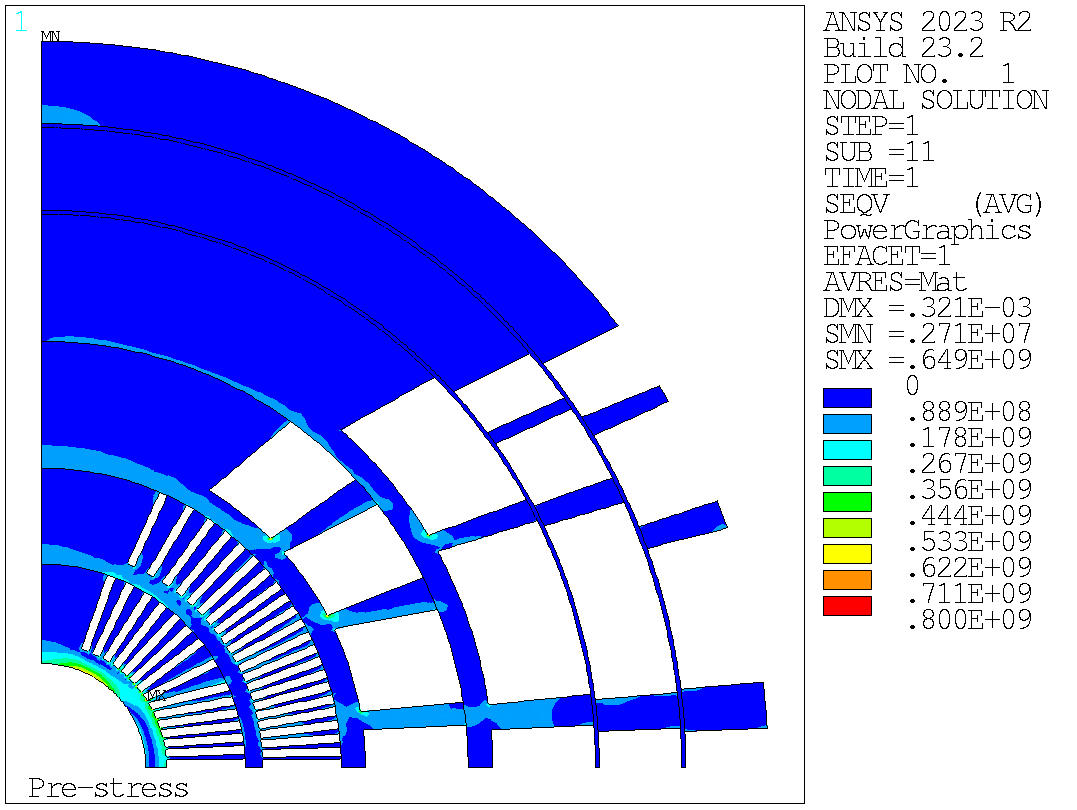 1
MN
MX
Pre-stress
ANSYS 2023 R2
Build 23.2
PLOT NO.   1
NODAL SOLUTION
STEP=1
SUB =11
TIME=1
SEQV     (AVG)
PowerGraphics
EFACET=1
AVRES=Mat
DMX =.321E-03
SMN =.271E+07
SMX =.649E+09
0
.889E+08
.178E+09
.267E+09
.356E+09
.444E+09
.533E+09
.622E+09
.711E+09
.800E+09